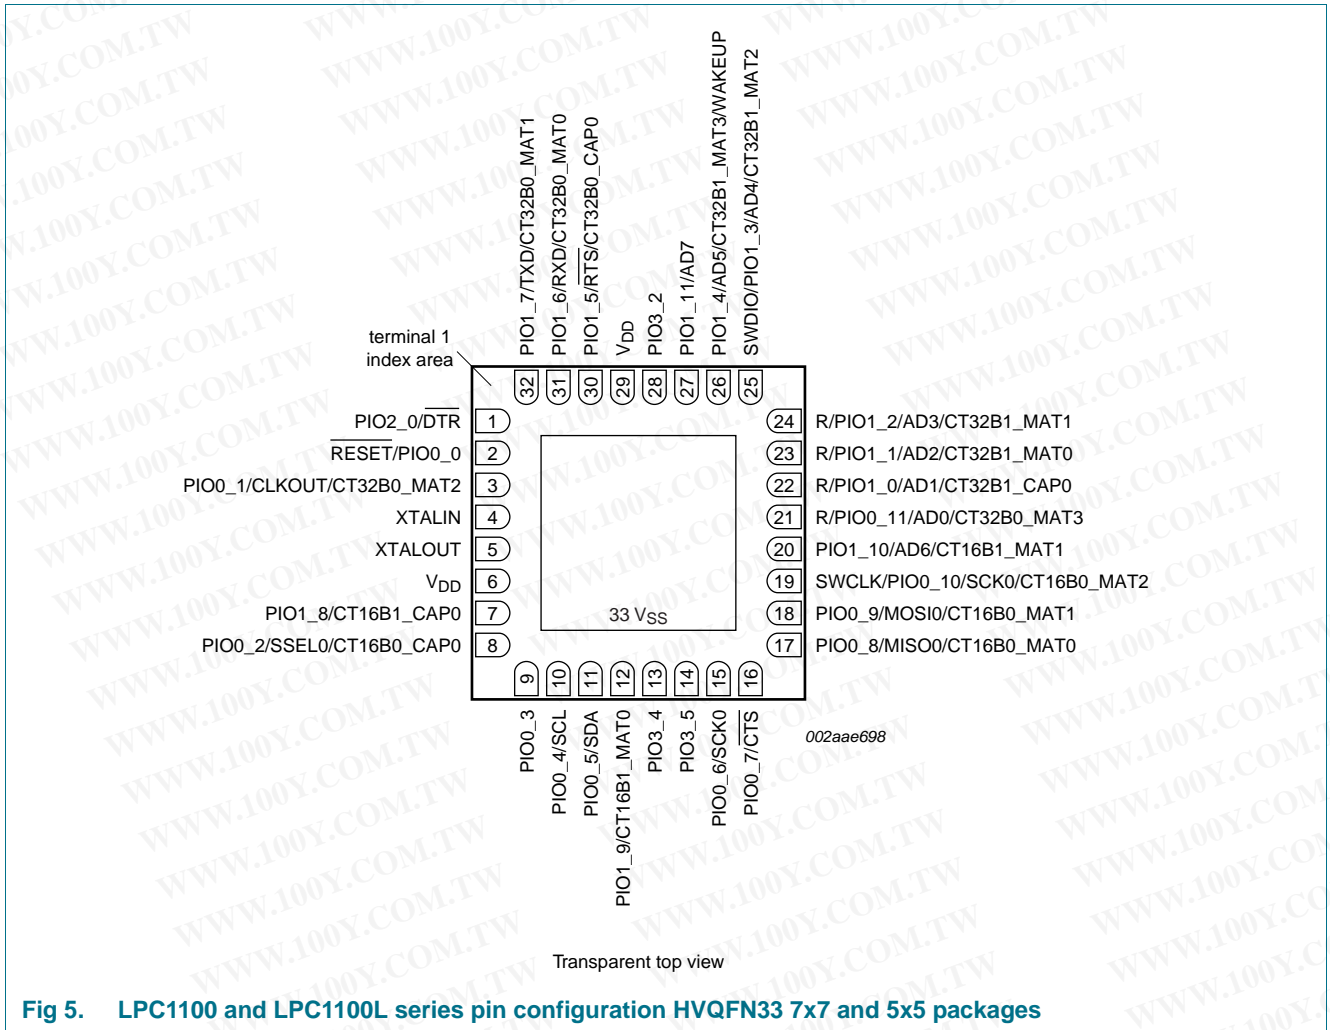 PIO1_7/TXD/CT32B0_MAT1
PIO1_6/RXD/CT32B0_MAT0
PIO1_5/RTS/CT32B0_CAP0
VDD
PIO3_2
PIO1_11/AD7
PIO1_4/AD5/CT32B1_MAT3/WAKEUP
SWDIO/PIO1_3/AD4/CT32B1_MAT2
terminal 1
index area
32 31 30 29 28 27 26 25
PIO2_0/DTR 1
RESET/PIO0_0 2
PIO0_1/CLKOUT/CT32B0_MAT2 3
XTALIN 4
XTALOUT 5
VDD 6
PIO1_8/CT16B1_CAP0 7
PIO0_2/SSEL0/CT16B0_CAP0 8
24 R/PIO1_2/AD3/CT32B1_MAT1
23 R/PIO1_1/AD2/CT32B1_MAT0
22 R/PIO1_0/AD1/CT32B1_CAP0
21 R/PIO0_11/AD0/CT32B0_MAT3
20 PIO1_10/AD6/CT16B1_MAT1
19 SWCLK/PIO0_10/SCK0/CT16B0_MAT2
18 PIO0_9/MOSI0/CT16B0_MAT1
17 PIO0_8/MISO0/CT16B0_MAT0
33 VSS
9 10 11 12 13 14 15 16
PIO0_3
PIO0_4/SCL
PIO0_5/SDA
PIO1_9/CT16B1_MAT0
PIO3_4
PIO3_5
PIO0_6/SCK0
PIO0_7/CTS
002aae698
Transparent top view
Fig 5. LPC1100 and LPC1100L series pin configuration HVQFN33 7x7 and 5x5 packages
WWW.100Y.COM.TW